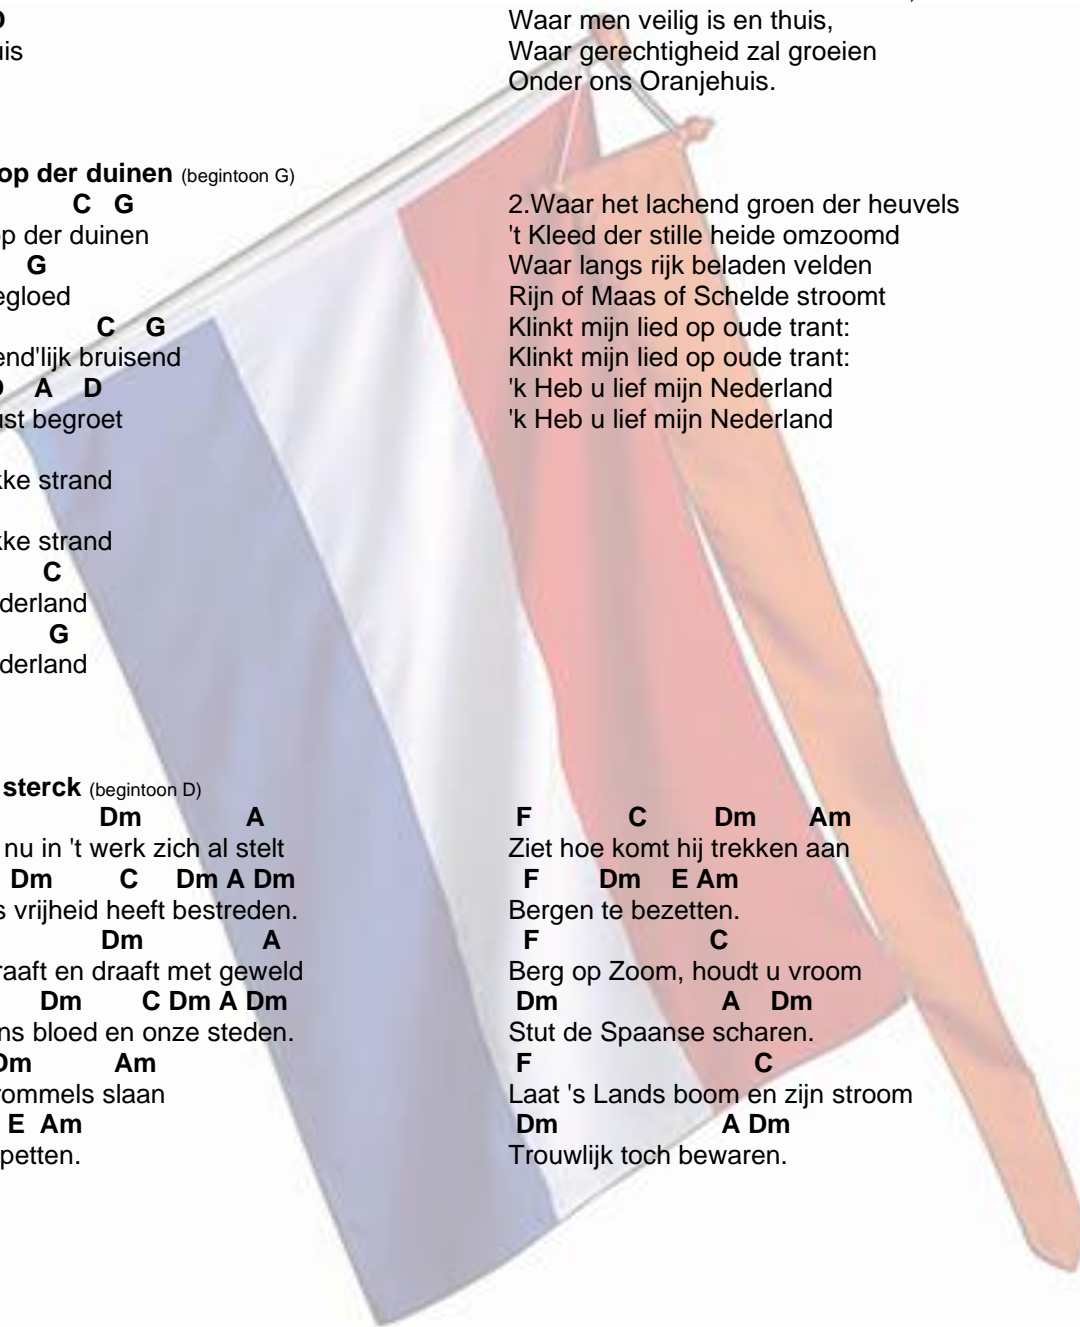 uis
op der duinen (begintoon G)
C G
op der duinen
G
egloed
C G
end'lijk bruisend
D A D
ust begroet
kke strand
kke strand
C
derland
G
derland
sterck (begintoon D)
Dm A
nu in 't werk zich al stelt
Dm C Dm A Dm
s vrijheid heeft bestreden.
Dm A
raaft en draaft met geweld
Dm C Dm A Dm
ns bloed en onze steden.
Dm Am
rommels slaan
E Am
petten.
Waar men veilig is en thuis,
Waar gerechtigheid zal groeien
Onder ons Oranjehuis.
2.Waar het lachend groen der heuvels
't Kleed der stille heide omzoomd
Waar langs rijk beladen velden
Rijn of Maas of Schelde stroomt
Klinkt mijn lied op oude trant:
Klinkt mijn lied op oude trant:
'k Heb u lief mijn Nederland
'k Heb u lief mijn Nederland
F C Dm Am
Ziet hoe komt hij trekken aan
F Dm E Am
Bergen te bezetten.
F C
Berg op Zoom, houdt u vroom
Dm A Dm
Stut de Spaanse scharen.
F C
Laat 's Lands boom en zijn stroom
Dm A Dm
Trouwlijk toch bewaren.